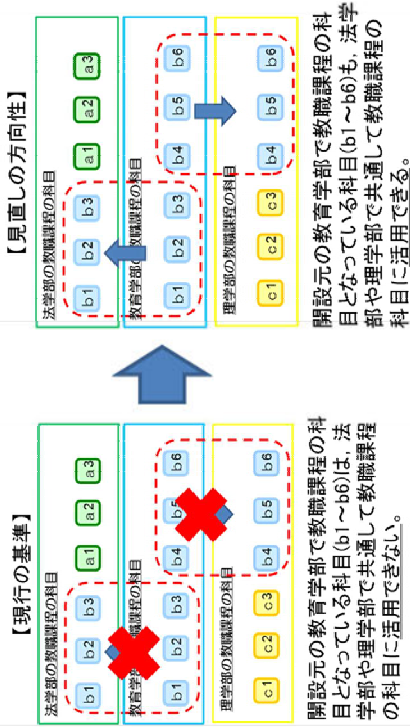 【現行の基準】
法学部の教職課程の科目
b1 b2 b3 a1 a2 a3
教育学部の教職課程の科目
b1 b2 b3 b4 b5 b6
理学部の教職課程の科目
c1 c2 c3 b4 b5 b6
開設元の教育学部で教職課程の科
目となっている科目(b1~b6)は、法
学部や理学部で共通して教職課程
の科目に活用できない。
【見直しの方向性】
法学部の教職課程の科目
b1 b2 b3 a1 a2 a3
教育学部の教職課程の科目
b1 b2 b3 b4 b5 b6
理学部の教職課程の科目
c1 c2 c3 b4 b5 b6
開設元の教育学部で教職課程の科
目となっている科目(b1~b6)も、法学
部や理学部で共通して教職課程の
科目に活用できる。